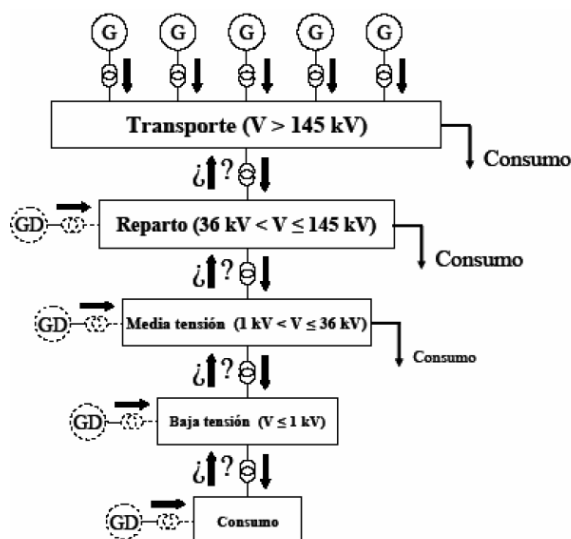 G G G G G
Transporte (V > 145 kV)
Consumo
¿ ?
GD
Reparto (36 kV < V ≤ 145 kV)
Consumo
¿ ?
GD
Media tensión (1 kV < V ≤ 36 kV)
Consumo
¿ ?
GD
Baja tensión (V ≤ 1 kV)
¿ ?
GD
Consumo